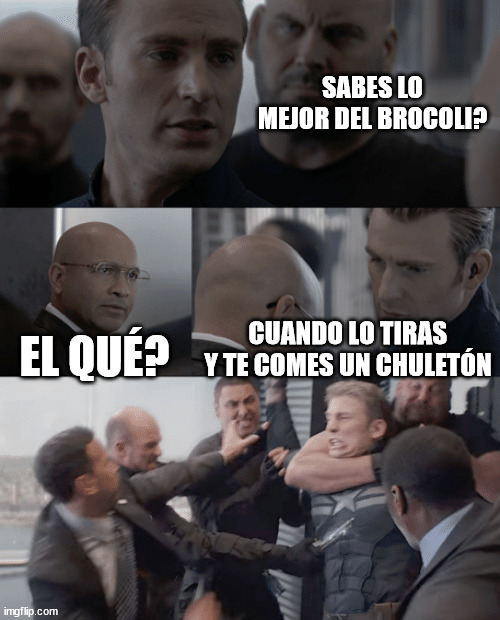 SABES LO
MEJOR DEL BROCOLI?
EL QUÉ?
CUANDO LO TIRAS
Y TE COMES UN CHULETÓN
imgflip.com